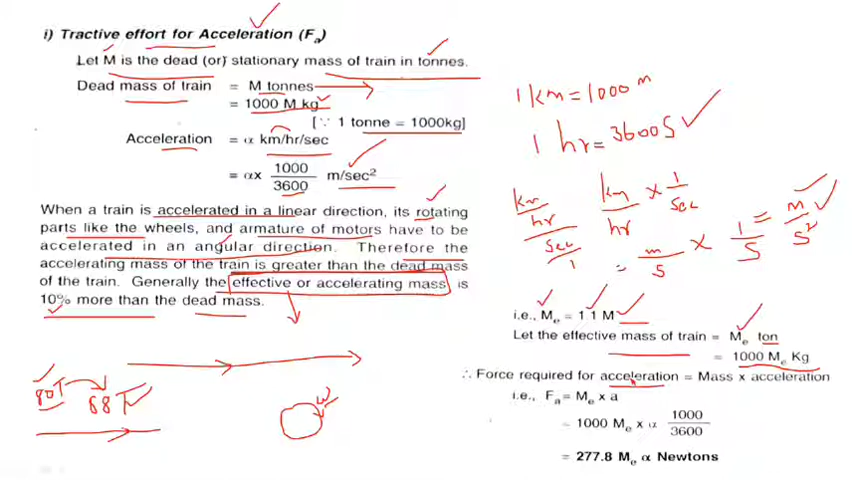 i) Tractive effort for Acceleration (Fa)
Let M is the dead (or) stationary mass of train in tonnes.
Dead mass of train = M tonnes
= 1000 M kg
[∵ 1 tonne = 1000kg]
Acceleration = α km/hr/sec
= αx 1000/3600 m/sec²
When a train is accelerated in a linear direction, its rotating
parts like the wheels, and armature of motors have to be
accelerated in an angular direction. Therefore the
accelerating mass of the train is greater than the dead mass
of the train. Generally the effective or accelerating mass is
10% more than the dead mass.
68 T
ω
1 km = 1000 m
1 hr = 3600 S
km/hr / sec/1 km/hr × 1/sec
= m/s × 1/S = m/S²
i.e., Me = 1 1 M
Let the effective mass of train = Me ton
= 1000 Me Kg
∴ Force required for acceleration = Mass x acceleration
i.e., Fa = Me x a
= 1000 Me x α 1000/3600
= 277.8 Me α Newtons